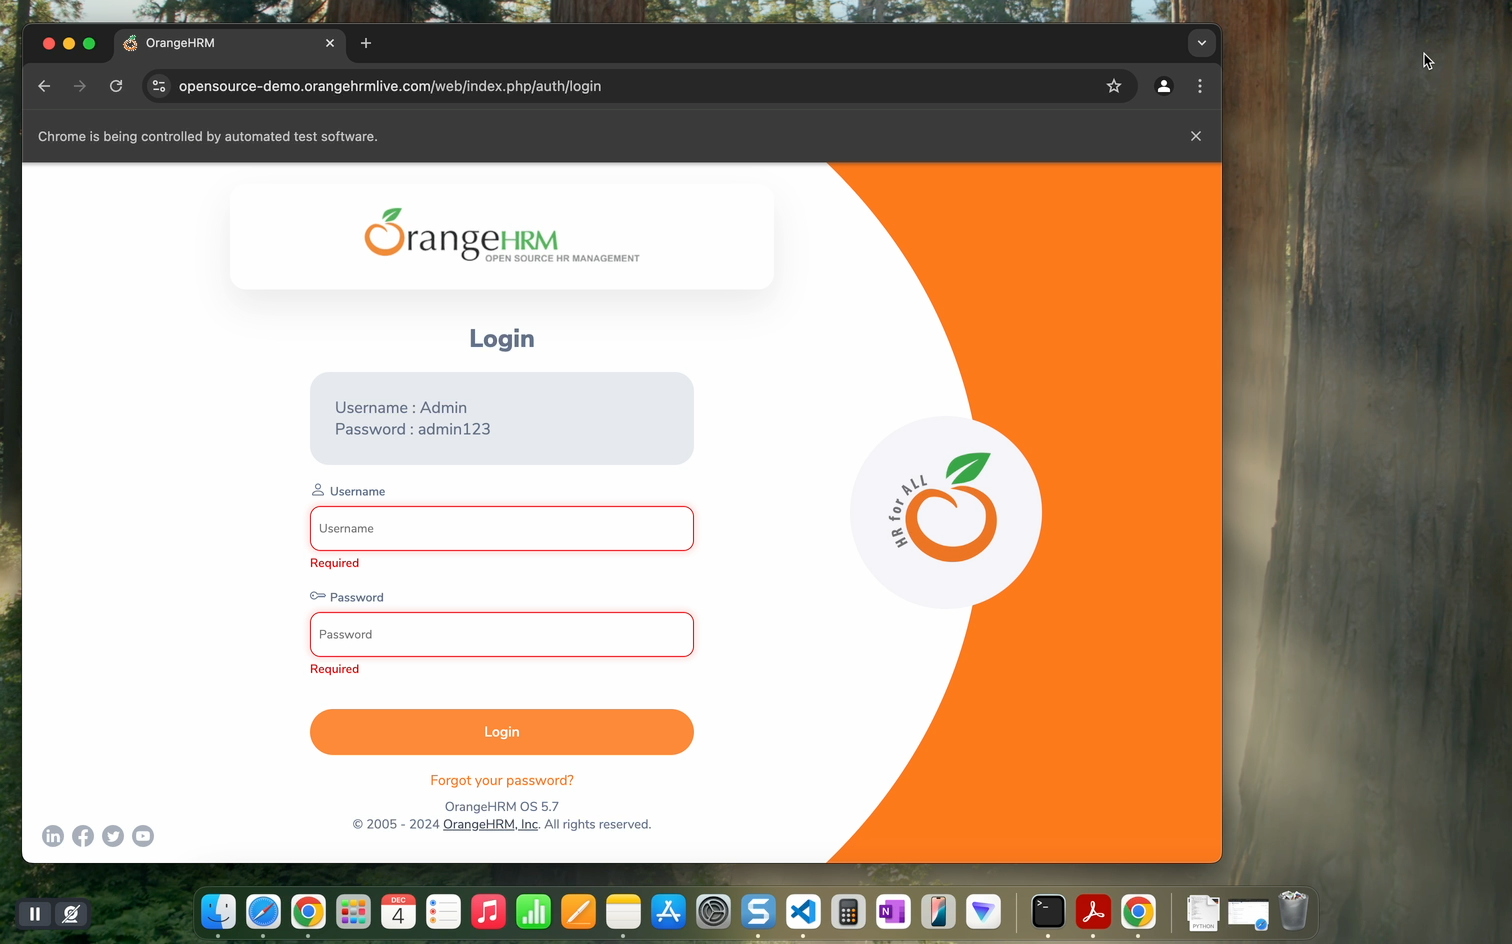 OrangeHRM
opensource-demo.orangehrmlive.com/web/index.php/auth/login
Chrome is being controlled by automated test software.
OrangeHRM
OPEN SOURCE HR MANAGEMENT
Login
Username : Admin
Password : admin123
Username
Username
Required
Password
Password
Required
Login
Forgot your password?
OrangeHRM OS 5.7
© 2005 - 2024 OrangeHRM, Inc. All rights reserved.
HR for ALL
DEC
4
PYTHON